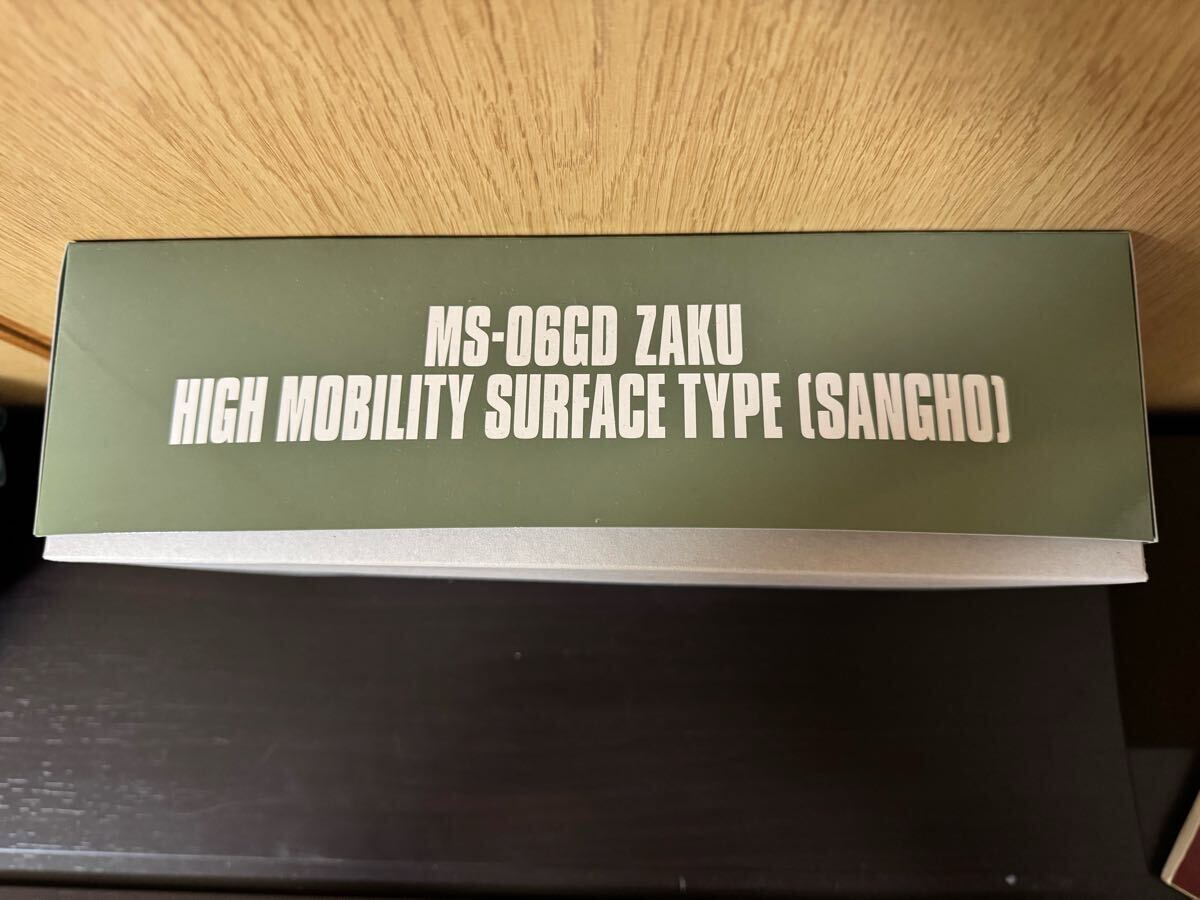 MS-06GD ZAKU
HIGH MOBILITY SURFACE TYPE (SANGHO)